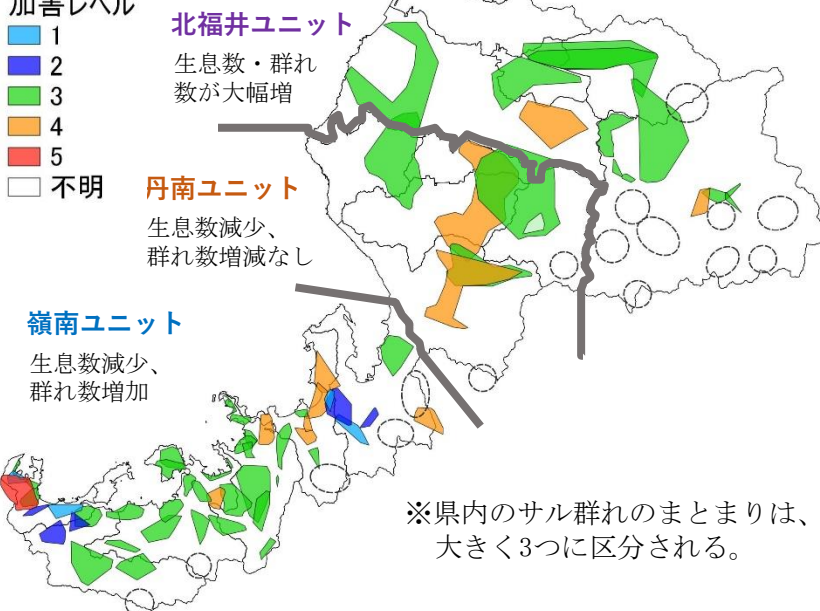 加害レベル
1
2
3
4
5
不明
北福井ユニット
生息数・群れ
数が大幅増
丹南ユニット
生息数減少、
群れ数増減なし
嶺南ユニット
生息数減少、
群れ数増加
※県内のサル群れのまとまりは、
大きく3つに区分される。